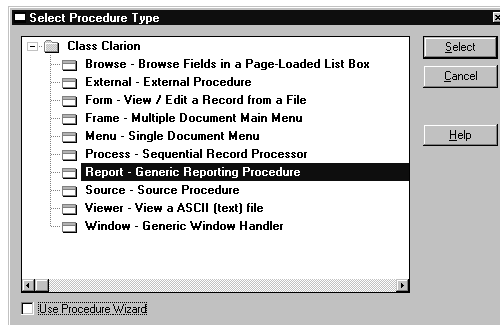 Select Procedure Type
Class Clarion
Browse - Browse Fields in a Page-Loaded List Box
External - External Procedure
Form - View / Edit a Record from a File
Frame - Multiple Document Main Menu
Menu - Single Document Menu
Process - Sequential Record Processor
Report - Generic Reporting Procedure
Source - Source Procedure
Viewer - View a ASCII (text) file
Window - Generic Window Handler
Select
Cancel
Help
Use Procedure Wizard